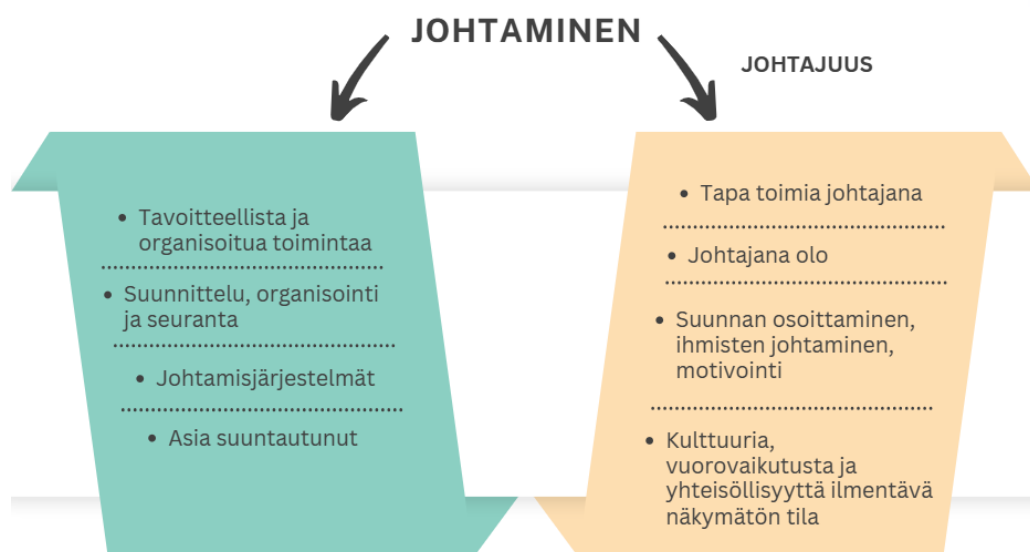 JOHTAMINEN
JOHTAJUUS
• Tavoitteellista ja
organisoitua toimintaa
• Suunnittelu, organisointi
ja seuranta
• Johtamisjärjestelmät
• Asia suuntautunut
• Tapa toimia johtajana
• Johtajana olo
• Suunnan osoittaminen,
ihmisten johtaminen,
motivointi
• Kulttuuria,
vuorovaikutusta ja
yhteisöllisyyttä ilmentävä
näkymätön tila